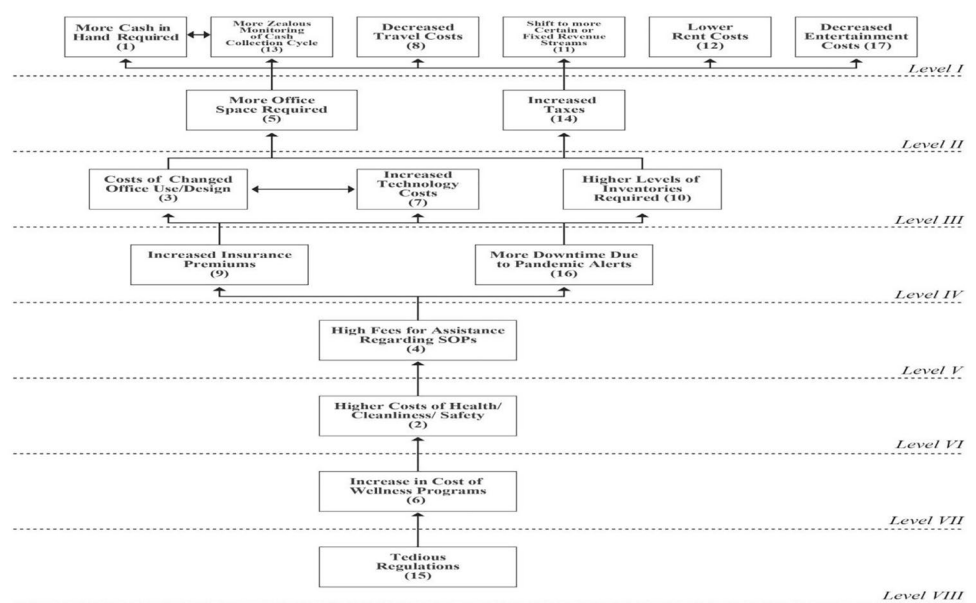 More Cash in
Hand Required
(1)
More Zealous
Monitoring
of Cash
Collection Cycle
(13)
Decreased
Travel Costs
(8)
Shift to more
Certain or
Fixed Revenue
Streams
(11)
Lower
Rent Costs
(12)
Decreased
Entertainment
Costs (17)
Level I
More Office
Space Required
(5)
Increased
Taxes
(14)
Level II
Costs of Changed
Office Use/Design
(3)
Increased
Technology
Costs
(7)
Higher Levels of
Inventories
Required (10)
Level III
Increased Insurance
Premiums
(9)
More Downtime Due
to Pandemic Alerts
(16)
Level IV
High Fees for Assistance
Regarding SOPs
(4)
Level V
Higher Costs of Health/
Cleanliness/ Safety
(2)
Level VI
Increase in Cost of
Wellness Programs
(6)
Level VII
Tedious
Regulations
(15)
Level VIII